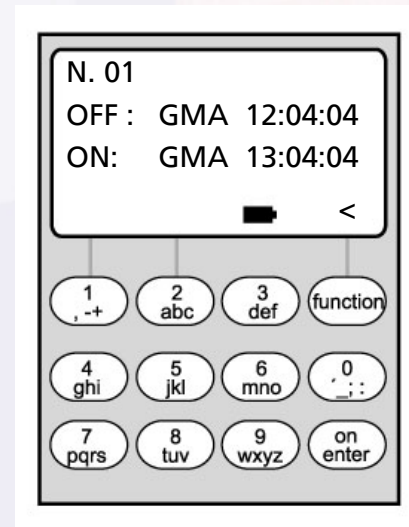 N. 01
OFF : GMA 12:04:04
ON: GMA 13:04:04
<
1 2 3 function
, -+ abc def
4 5 6 0
ghi jkl mno ´_; :
7 8 9 on
pqrs tuv wxyz enter